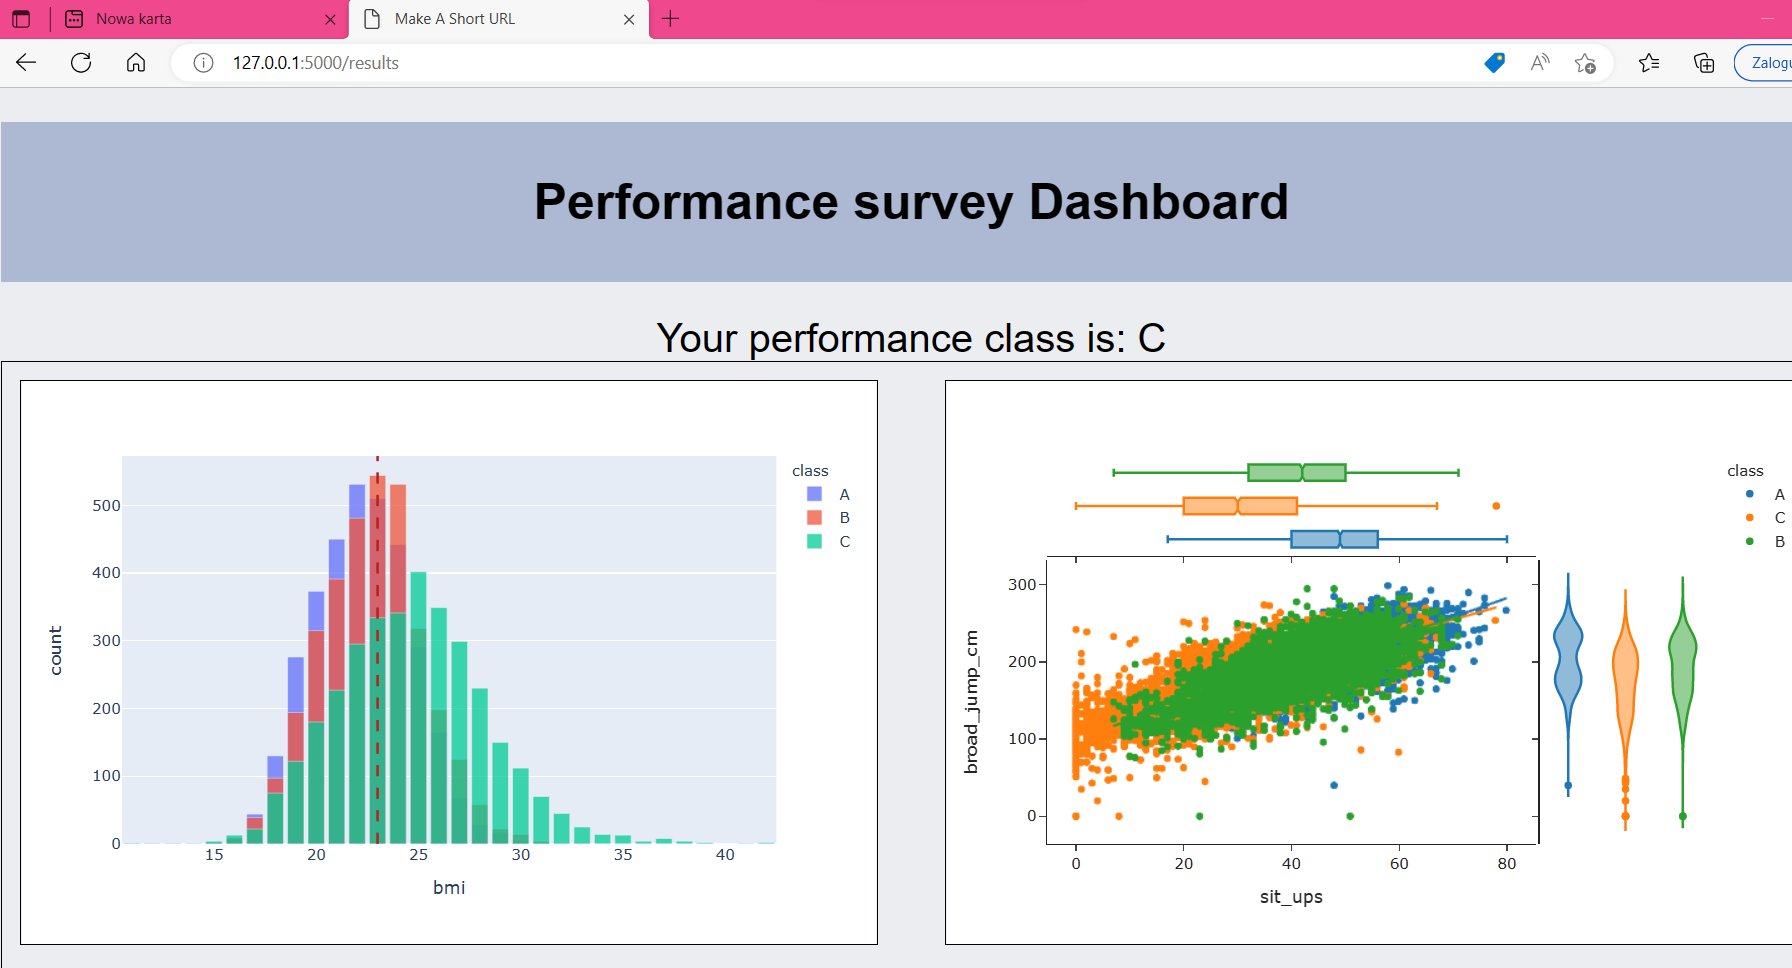 Nowa karta
Make A Short URL
127.0.0.1:5000/results
Zalogu
Performance survey Dashboard
Your performance class is: C
class
A
B
C
500
400
300
200
100
0
count
15 20 25 30 35 40
bmi
class
A
C
B
300
200
100
0
broad_jump_cm
0 20 40 60 80
sit_ups